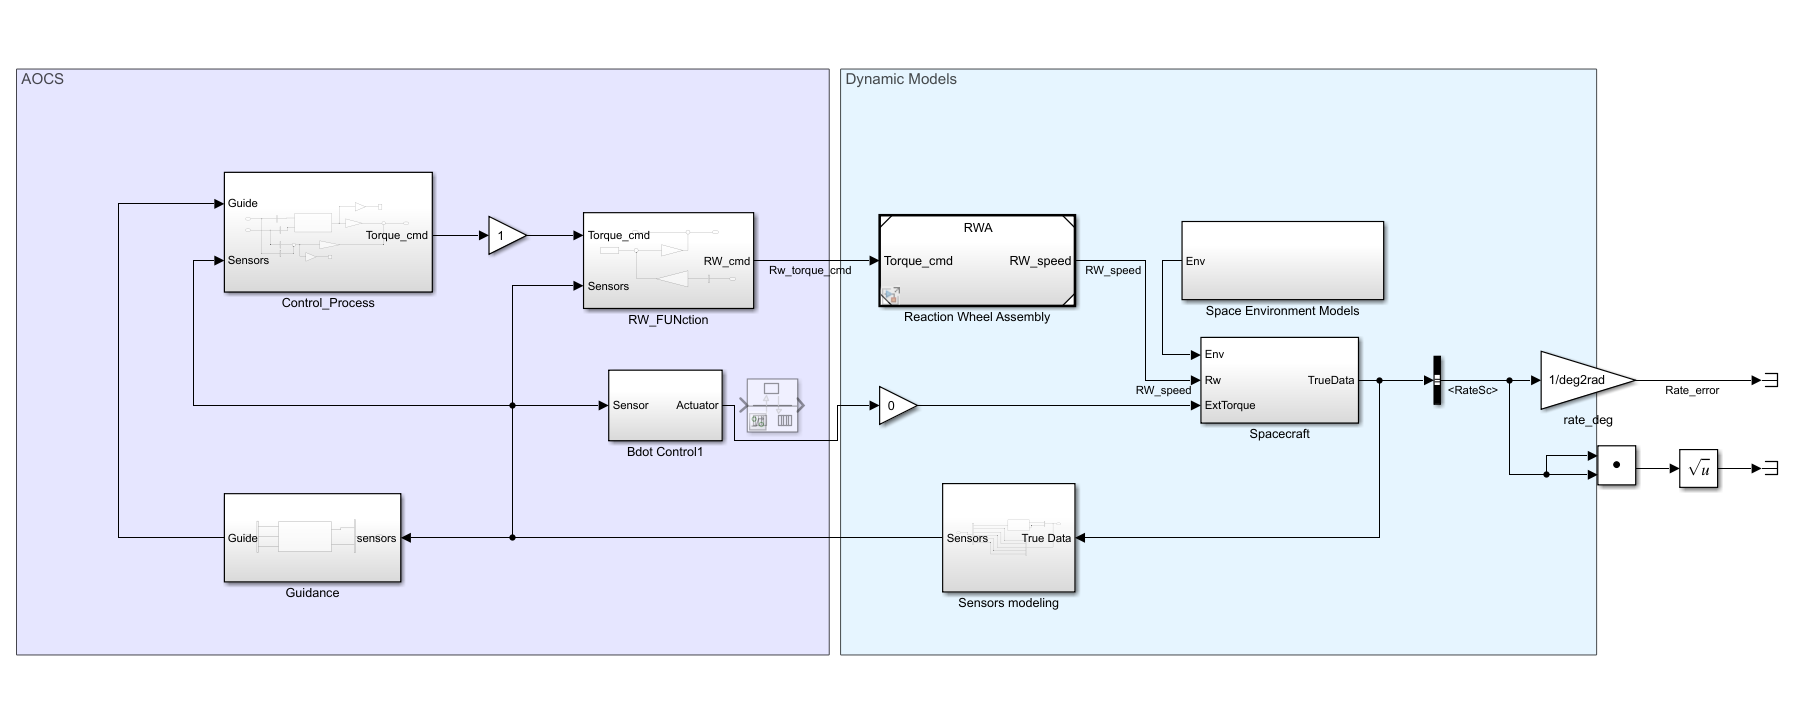 AOCS
Dynamic Models
Guide
Torque_cmd
Sensors
Control_Process
1
Torque_cmd
RW_cmd
Sensors
RW_FUNction
Rw_torque_cmd
RWA
Torque_cmd
RW_speed
Reaction Wheel Assembly
RW_speed
Env
Space Environment Models
Env
Rw
TrueData
ExtTorque
Spacecraft
RW_speed
<RateSc>
1/deg2rad
rate_deg
Rate_error
Sensor
Actuator
Bdot Control1
0
√u
Guide
sensors
Guidance
Sensors
True Data
Sensors modeling